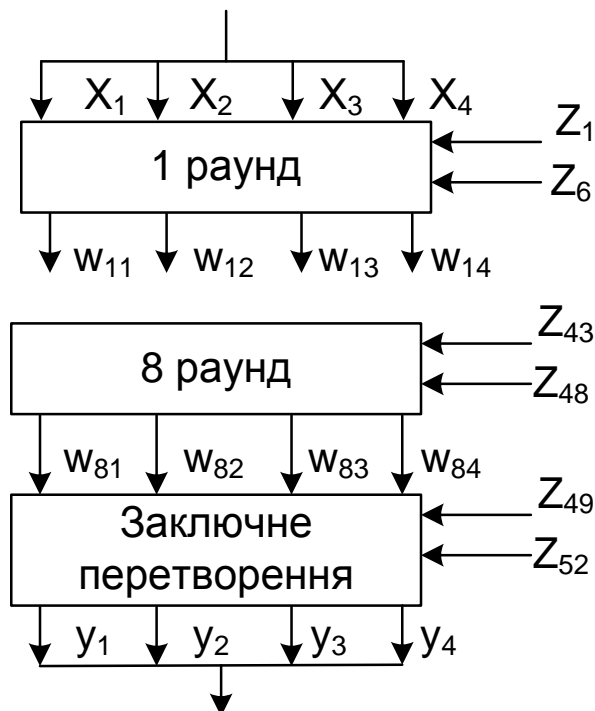 X₁ X₂ X₃ X₄
Z₁
1 раунд
Z₆
w₁₁ w₁₂ w₁₃ w₁₄
Z₄₃
8 раунд
Z₄₈
w₈₁ w₈₂ w₈₃ w₈₄
Z₄₉
Заключне
перетворення
Z₅₂
y₁ y₂ y₃ y₄